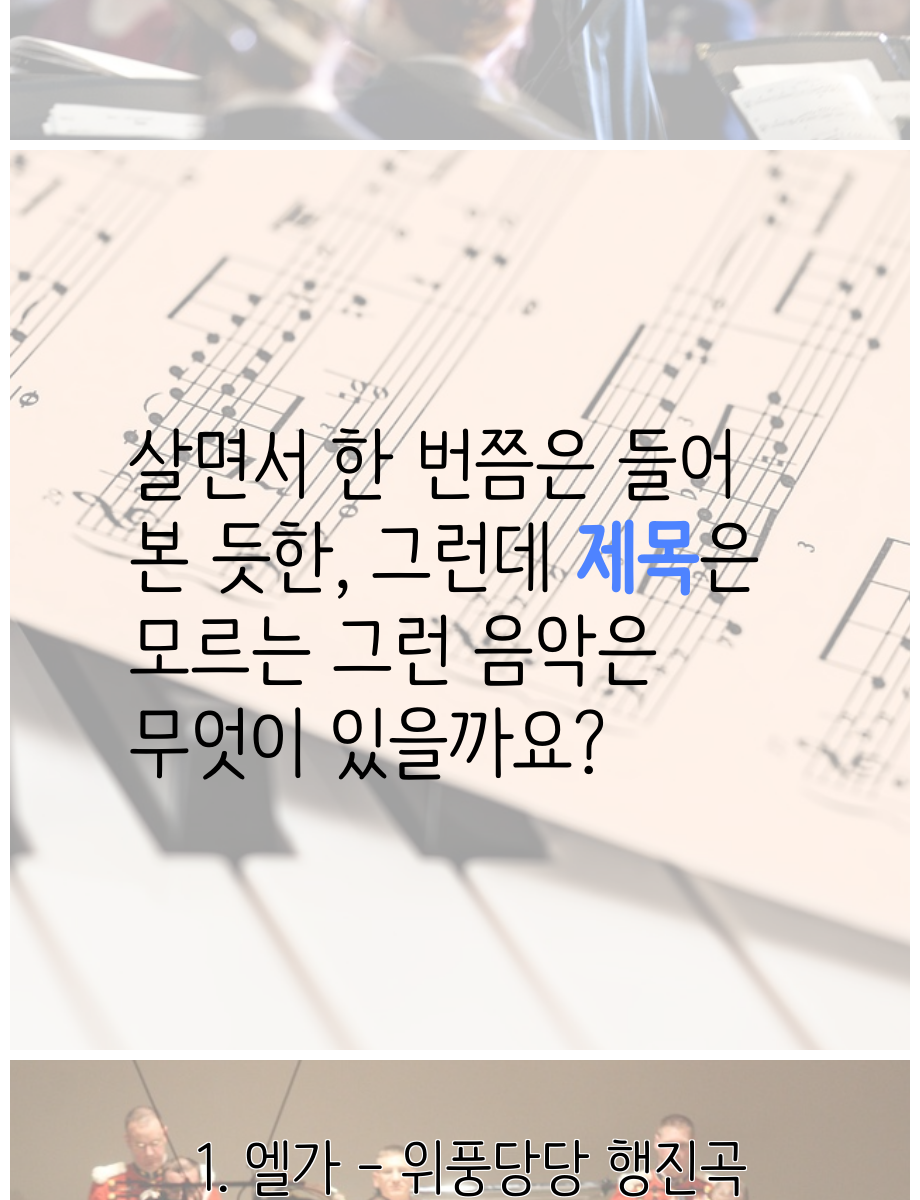 살면서 한 번쯤은 들어
본 듯한, 그런데 제목은
모르는 그런 음악은
무엇이 있을까요?
1. 엘가 - 위풍당당 행진곡